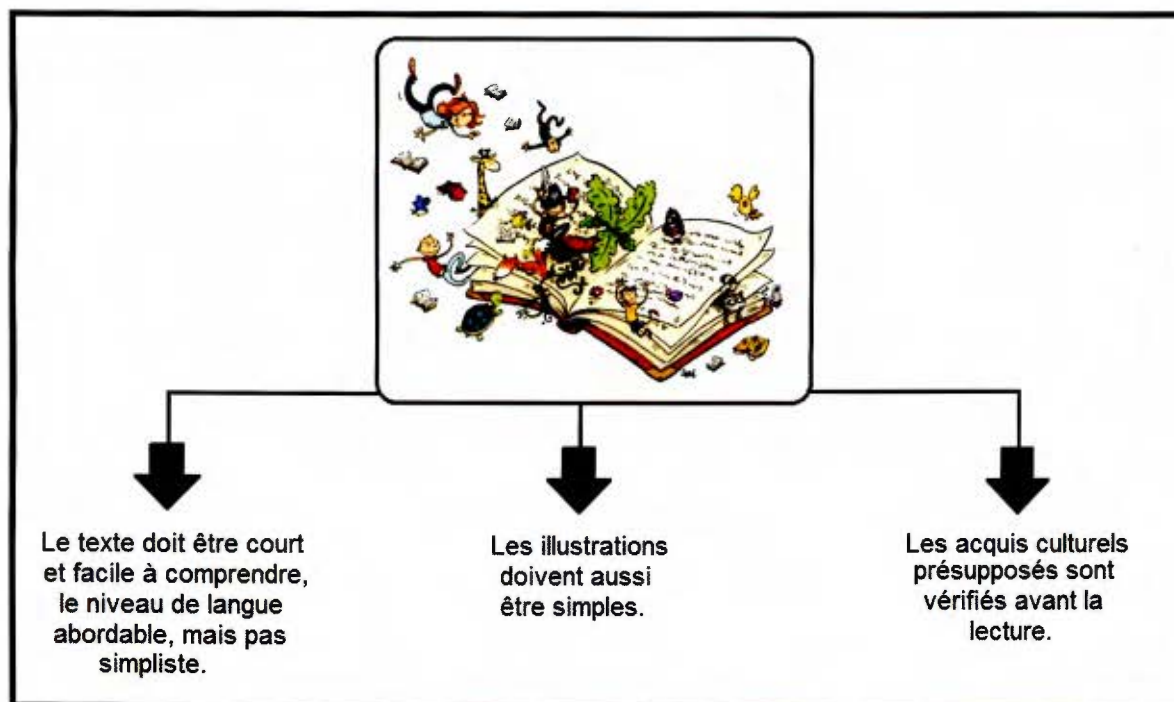 Le texte doit être court
et facile à comprendre,
le niveau de langue
abordable, mais pas
simpliste.
Les illustrations
doivent aussi
être simples.
Les acquis culturels
présupposés sont
vérifiés avant la
lecture.